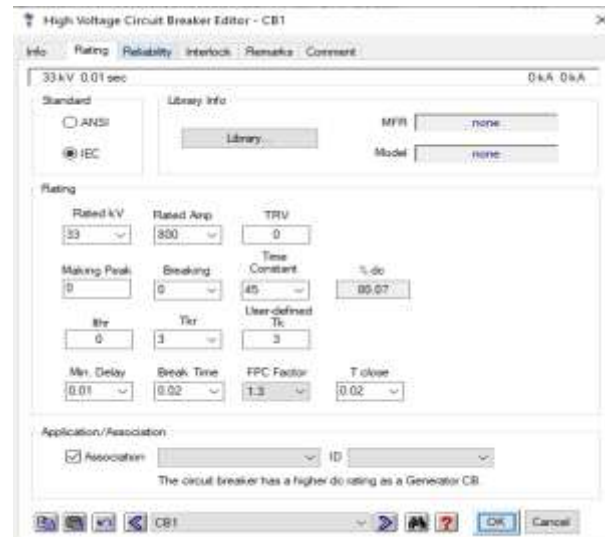 High Voltage Circuit Breaker Editor - CB1
Info Rating Reliability Interlock Remarks Comment
33 kV 0.01 sec 0 kA 0 kA
Standard Library Info
ANSI
IEC
Library...
MFR none
Model none
Rating
Rated kV Rated Amp TRV
33 800 0
Making Peak Breaking Time Constant % dc
0 0 45 80.07
Ithr Tkr User-defined Tk
0 3 3
Min. Delay Break Time FPC Factor T close
0.01 0.02 1.3 0.02
Application/Association
Association ID
The circuit breaker has a higher dc rating as a Generator CB.
CB1 OK Cancel